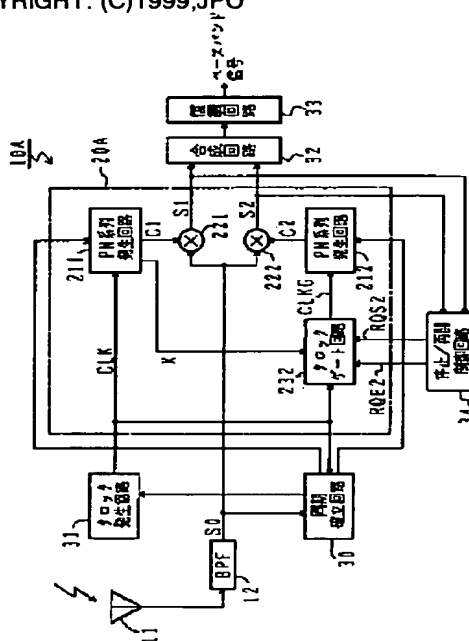 YRIGHT: (C)1999,JPO
10A
20A
211
PN系列
発生回路
C1
S1
221
X
CLK
31
クロック
発生回路
11
BPF
12
S0
30
同期
確立回路
232
クロック
ゲート回路
CLKG
RQE2
RQS2
212
PN系列
発生回路
C2
S2
222
停止/再開
制御回路
34
合成回路
32
復調回路
33
ベースバンド
信号